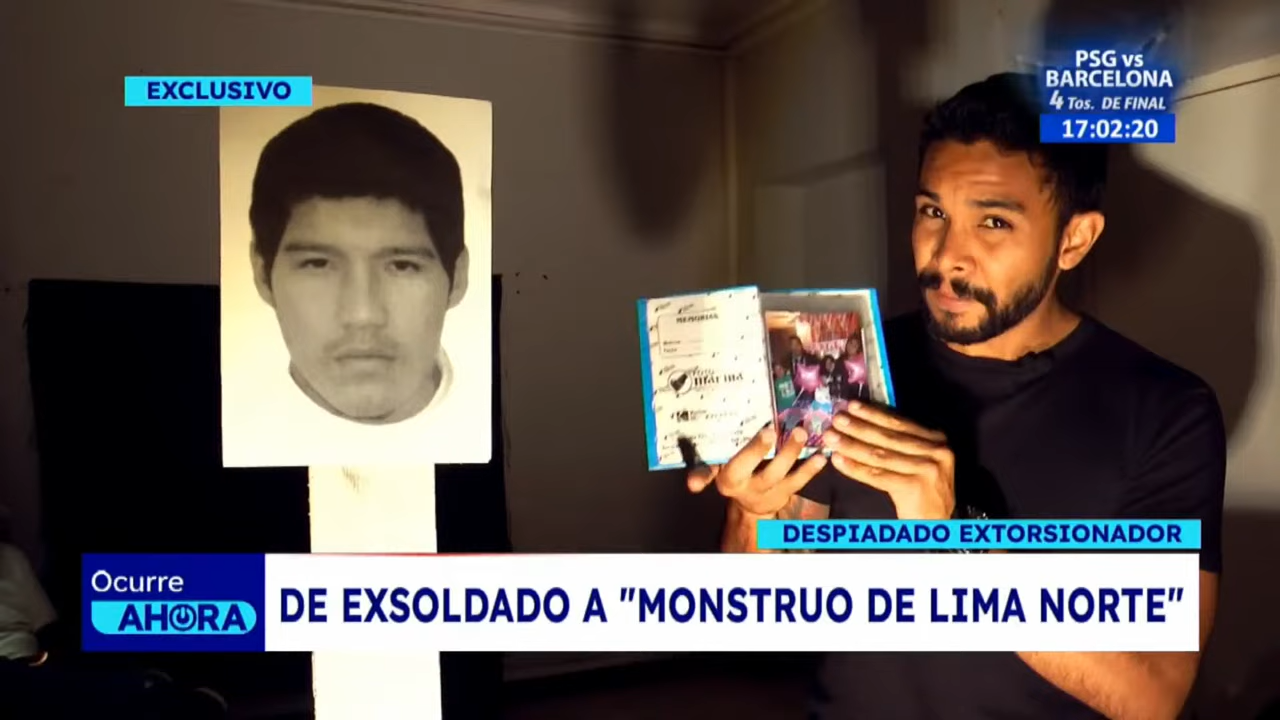 EXCLUSIVO
PSG vs
BARCELONA
4 Tos. DE FINAL
17:02:20
MEMORIAS
DESPIADADO EXTORSIONADOR
Ocurre
AHORA
DE EXSOLDADO A "MONSTRUO DE LIMA NORTE"